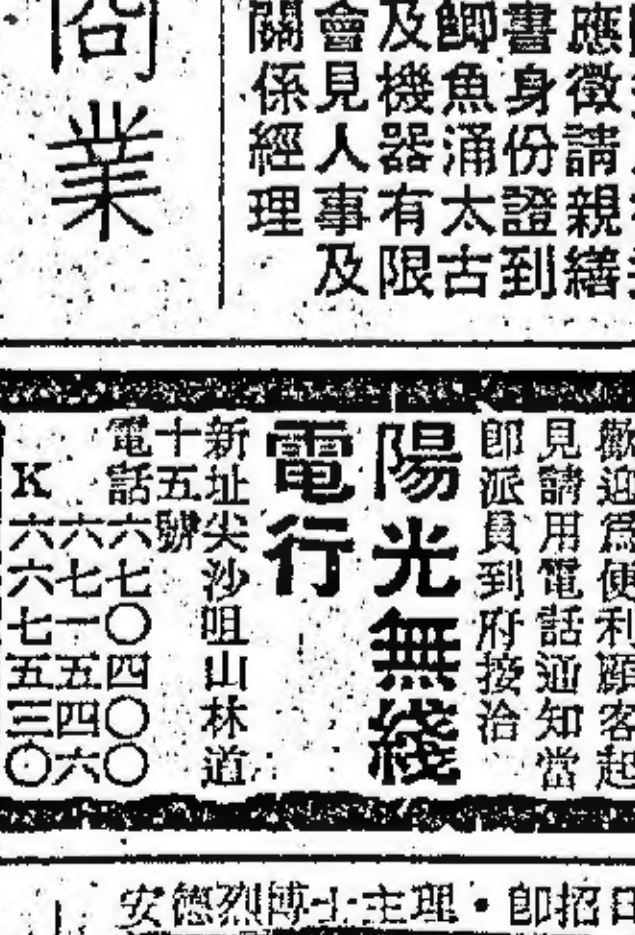 應徵請親繕
書身份證到
鲫魚涌太古
及機器有限
會見人事及
關係經理
商業
歡迎為便利顧客起
見請用電話通知當
即派員到府接洽
陽光無綫
電行
新址尖沙咀山林道
十五號
電話六七〇四〇〇
六七一五四六
K六六七五三〇
安德烈博士主理·即招